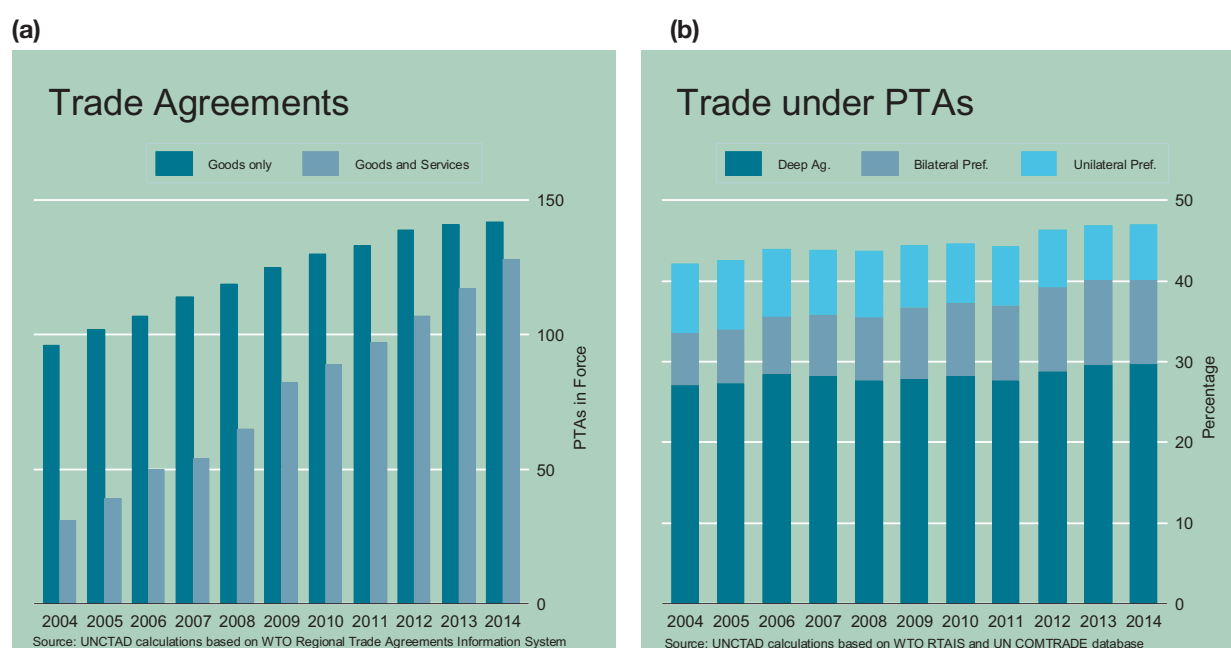 (a)
Trade Agreements
Goods only
Goods and Services
150
100
50
0
PTAs in Force
2004 2005 2006 2007 2008 2009 2010 2011 2012 2013 2014
Source: UNCTAD calculations based on WTO Regional Trade Agreements Information System
(b)
Trade under PTAs
Deep Ag.
Bilateral Pref.
Unilateral Pref.
50
40
30
20
10
0
Percentage
2004 2005 2006 2007 2008 2009 2010 2011 2012 2013 2014
Source: UNCTAD calculations based on WTO RTAIS and UN COMTRADE database